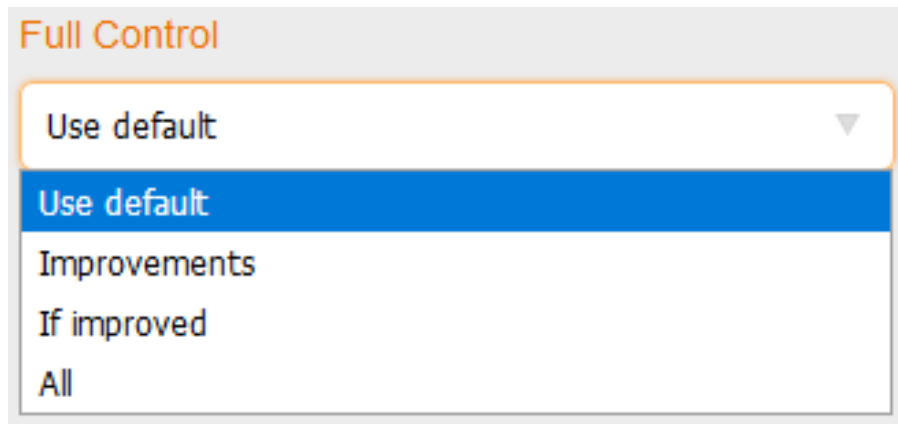 Full Control
Use default
Use default
Improvements
If improved
All